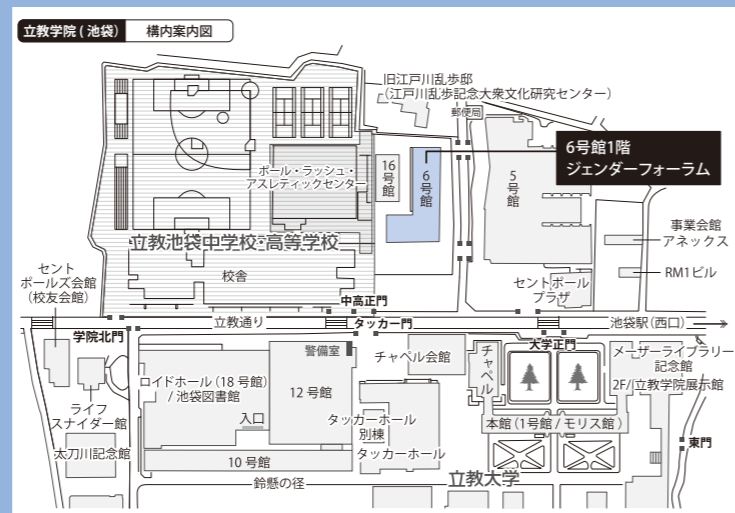 立教学院(池袋) 構内案内図
旧江戸川乱歩邸
(江戸川乱歩記念大衆文化研究センター)
郵便局
6号館1階
ジェンダーフォーラム
ポール・ラッシュ・
アスレティックセンター
16号館
6号館
5号館
立教池袋中学校・高等学校
校舎
事業会館
アネックス
RM1ビル
セントポール
プラザ
セント
ポールズ会館
(校友会館)
中高正門
学院北門
立教通り
タッカー門
池袋駅(西口)
大学正門
警備室
チャペル会館
チャペル
メーザーライブラリー
記念館
2F/立教学院展示館
ロイドホール(18号館)
/池袋図書館
12号館
入口
ライフ
スナイダー館
太刀川記念館
タッカーホール
別棟
タッカーホール
本館(1号館/モリス館)
東門
10号館
鈴懸の径
立教大学